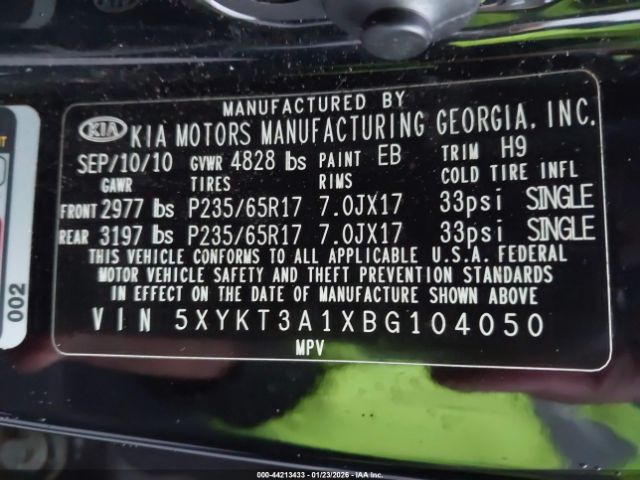 MANUFACTURED BY
KIA KIA MOTORS MANUFACTURING GEORGIA, INC.
SEP/10/10 GVWR 4828 lbs PAINT EB TRIM H9
GAWR TIRES RIMS COLD TIRE INFL
FRONT 2977 lbs P235/65R17 7.0JX17 33psi SINGLE
REAR 3197 lbs P235/65R17 7.0JX17 33psi SINGLE
THIS VEHICLE CONFORMS TO ALL APPLICABLE U.S.A. FEDERAL
MOTOR VEHICLE SAFETY AND THEFT PREVENTION STANDARDS
IN EFFECT ON THE DATE OF MANUFACTURE SHOWN ABOVE
VIN 5XYKT3A1XBG104050
MPV
002
000-44213433 - 01/23/2026 - IAA Inc.